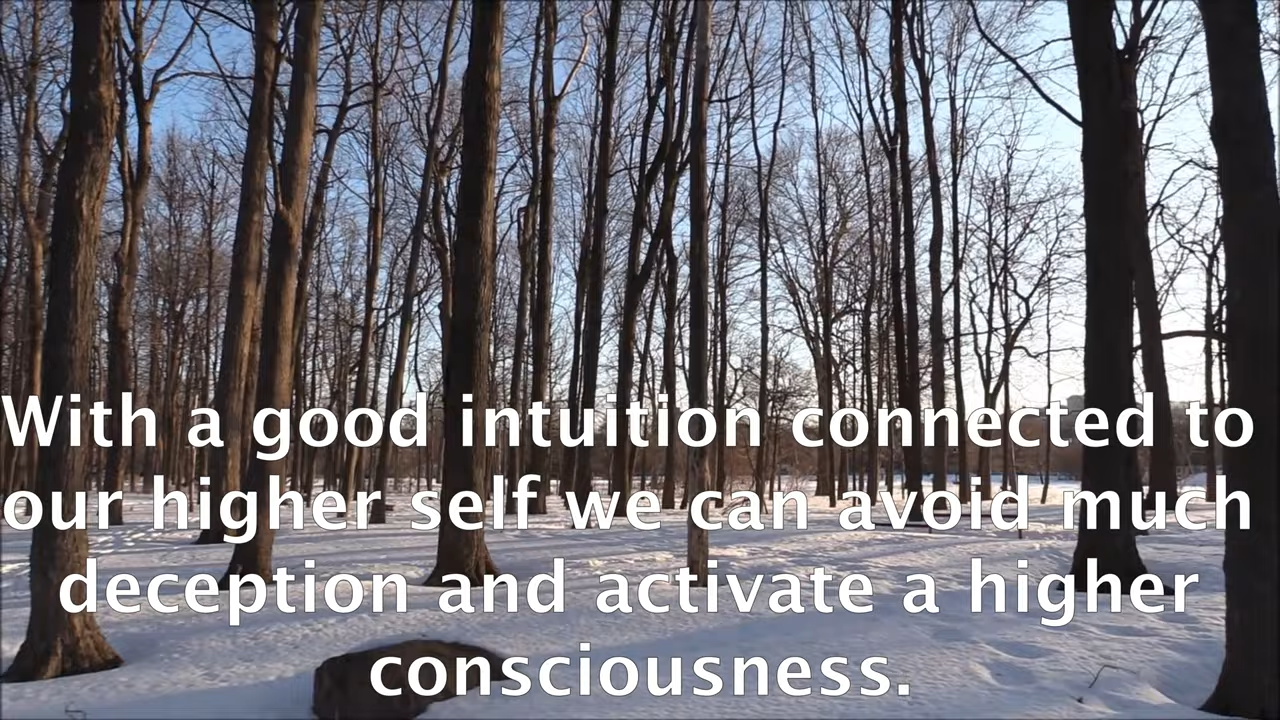 With a good intuition connected to
our higher self we can avoid much
deception and activate a higher
consciousness.